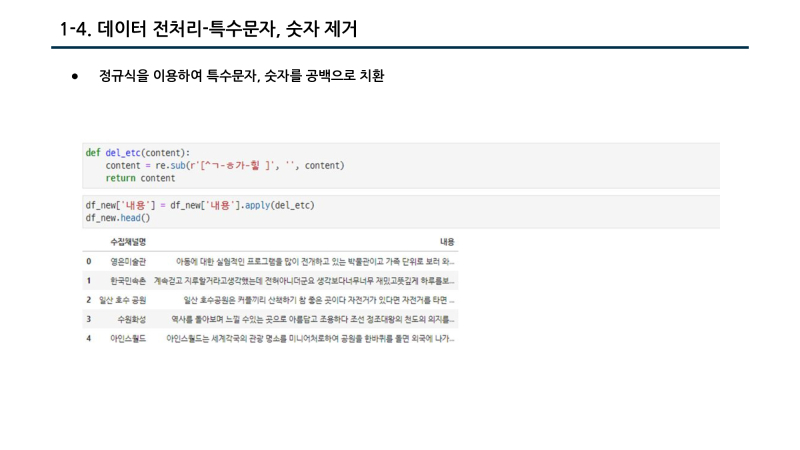 1-4. 데이터 전처리-특수문자, 숫자 제거
● 정규식을 이용하여 특수문자, 숫자를 공백으로 치환
def del_etc(content):
    content = re.sub(r'[^ㄱ-ㅎ가-힣 ]', '', content)
    return content
df_new['내용'] = df_new['내용'].apply(del_etc)
df_new.head()
수집채널명 내용
0 영은미술관 아동에 대한 실험적인 프로그램을 많이 전개하고 있는 박물관이고 가족 단위로 보러 와...
1 한국민속촌 계속걷고 지루할거라고생각했는데 전혀아니더군요 생각보다너무너무 재밌고뜻깊게 하루를보...
2 일산 호수 공원 일산 호수공원은 커플끼리 산책하기 참 좋은 곳이다 자전거가 있다면 자전거를 타면 ...
3 수원화성 역사를 돌아보며 느낄 수있는 곳으로 아름답고 조용하다 조선 정조대왕의 천도의 의지를...
4 아인스월드 아인스월드는 세계각국의 관광 명소를 미니어처로하여 공원을 한바퀴를 돌면 외국에 나가...